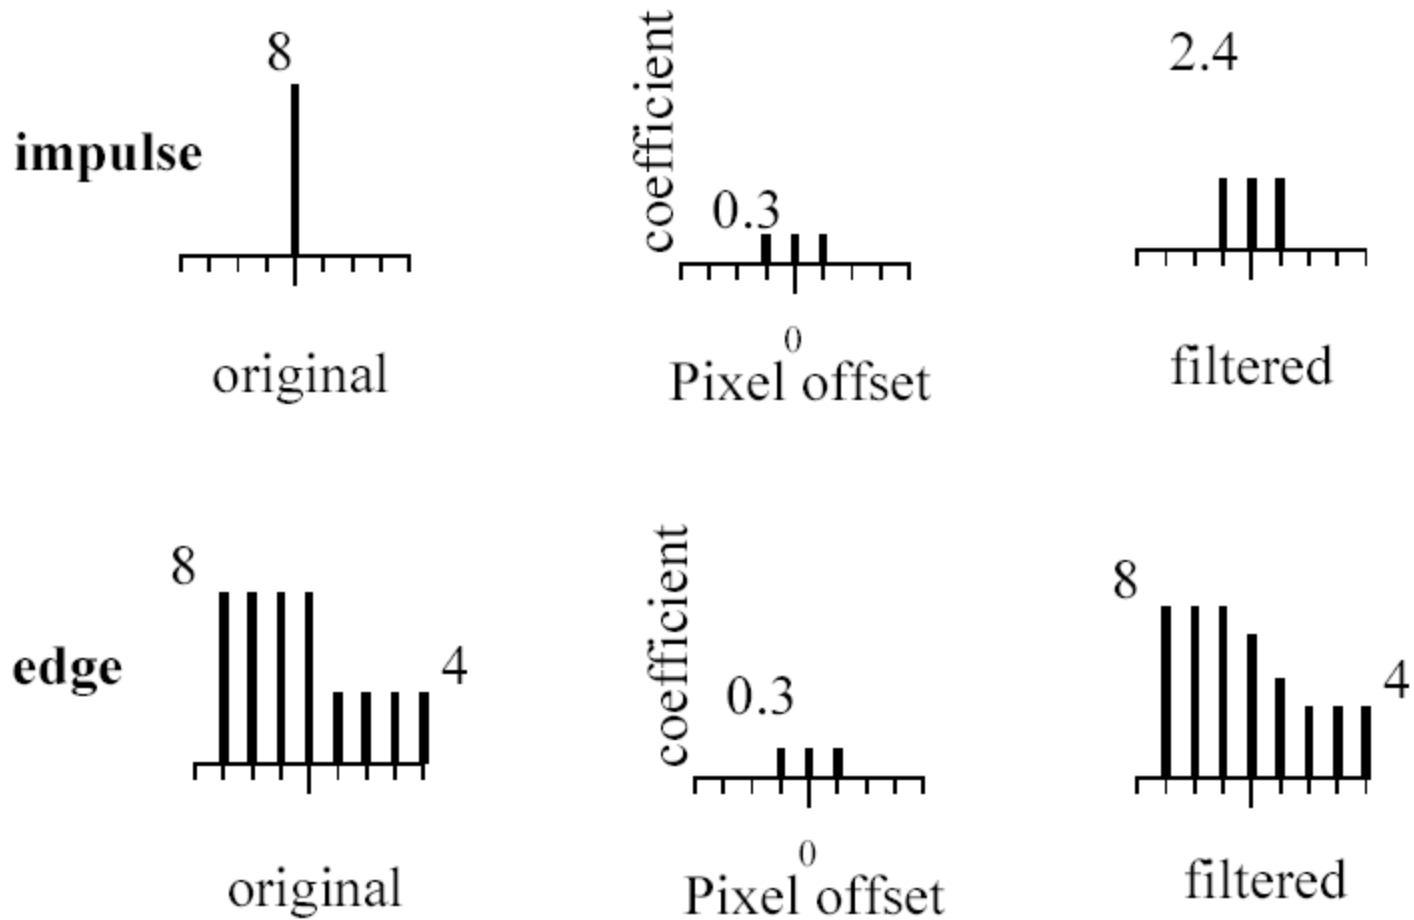 8
coefficient
2.4
impulse
0.3
0
original
Pixel offset
filtered
8
coefficient
8
edge
4
0.3
4
0
original
Pixel offset
filtered